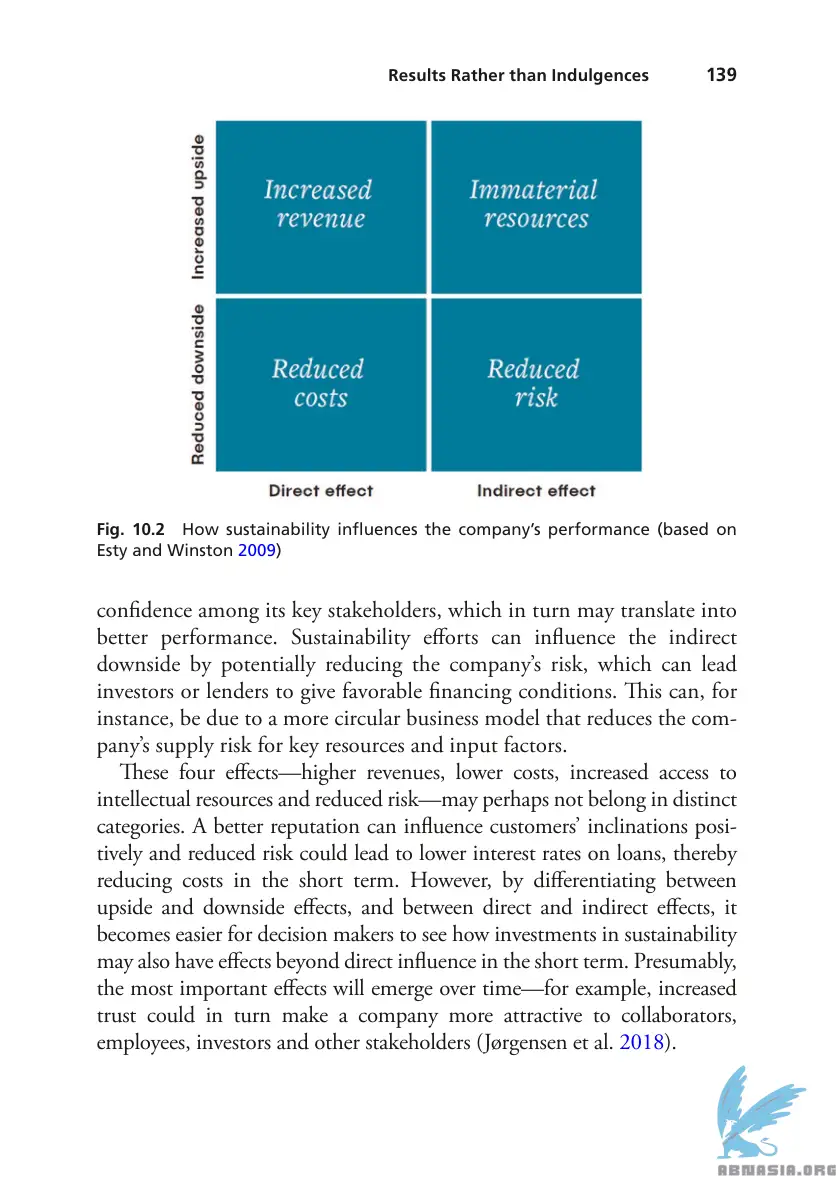 Results Rather than Indulgences 139
Increased upside
Increased
revenue
Immaterial
resources
Reduced downside
Reduced
costs
Reduced
risk
Direct effect
Indirect effect
Fig. 10.2 How sustainability influences the company’s performance (based on
Esty and Winston 2009)
confidence among its key stakeholders, which in turn may translate into
better performance. Sustainability efforts can influence the indirect
downside by potentially reducing the company’s risk, which can lead
investors or lenders to give favorable financing conditions. This can, for
instance, be due to a more circular business model that reduces the com-
pany’s supply risk for key resources and input factors.
These four effects—higher revenues, lower costs, increased access to
intellectual resources and reduced risk—may perhaps not belong in distinct
categories. A better reputation can influence customers’ inclinations posi-
tively and reduced risk could lead to lower interest rates on loans, thereby
reducing costs in the short term. However, by differentiating between
upside and downside effects, and between direct and indirect effects, it
becomes easier for decision makers to see how investments in sustainability
may also have effects beyond direct influence in the short term. Presumably,
the most important effects will emerge over time—for example, increased
trust could in turn make a company more attractive to collaborators,
employees, investors and other stakeholders (Jørgensen et al. 2018).
ABNASIA.ORG